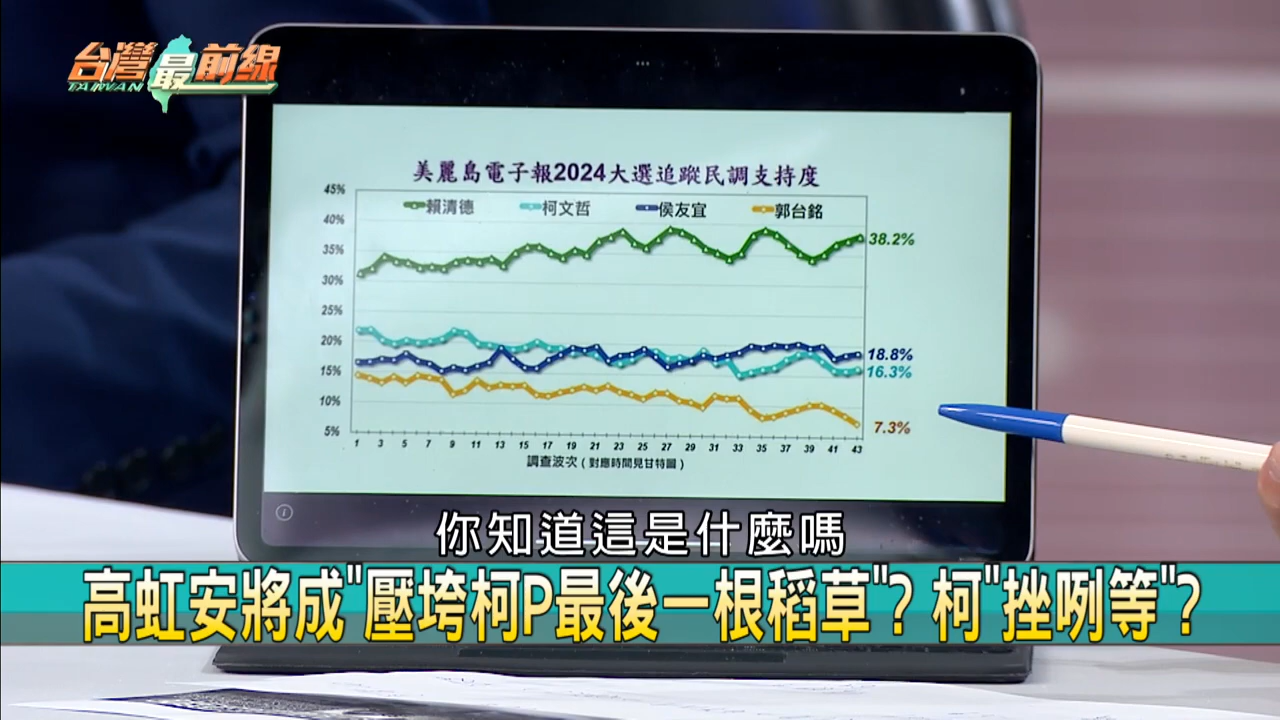 台灣最前線
TAIWAN
美麗島電子報2024大選追蹤民調支持度
賴清德 柯文哲 侯友宜 郭台銘
45%
40%
35%
30%
25%
20%
15%
10%
5%
38.2%
18.8%
16.3%
7.3%
1 3 5 7 9 11 13 15 17 19 21 23 25 27 29 31 33 35 37 39 41 43
調查波次(對應時間見甘特圖)
你知道這是什麼嗎
高虹安將成"壓垮柯P最後一根稻草"? 柯"挫咧等"?